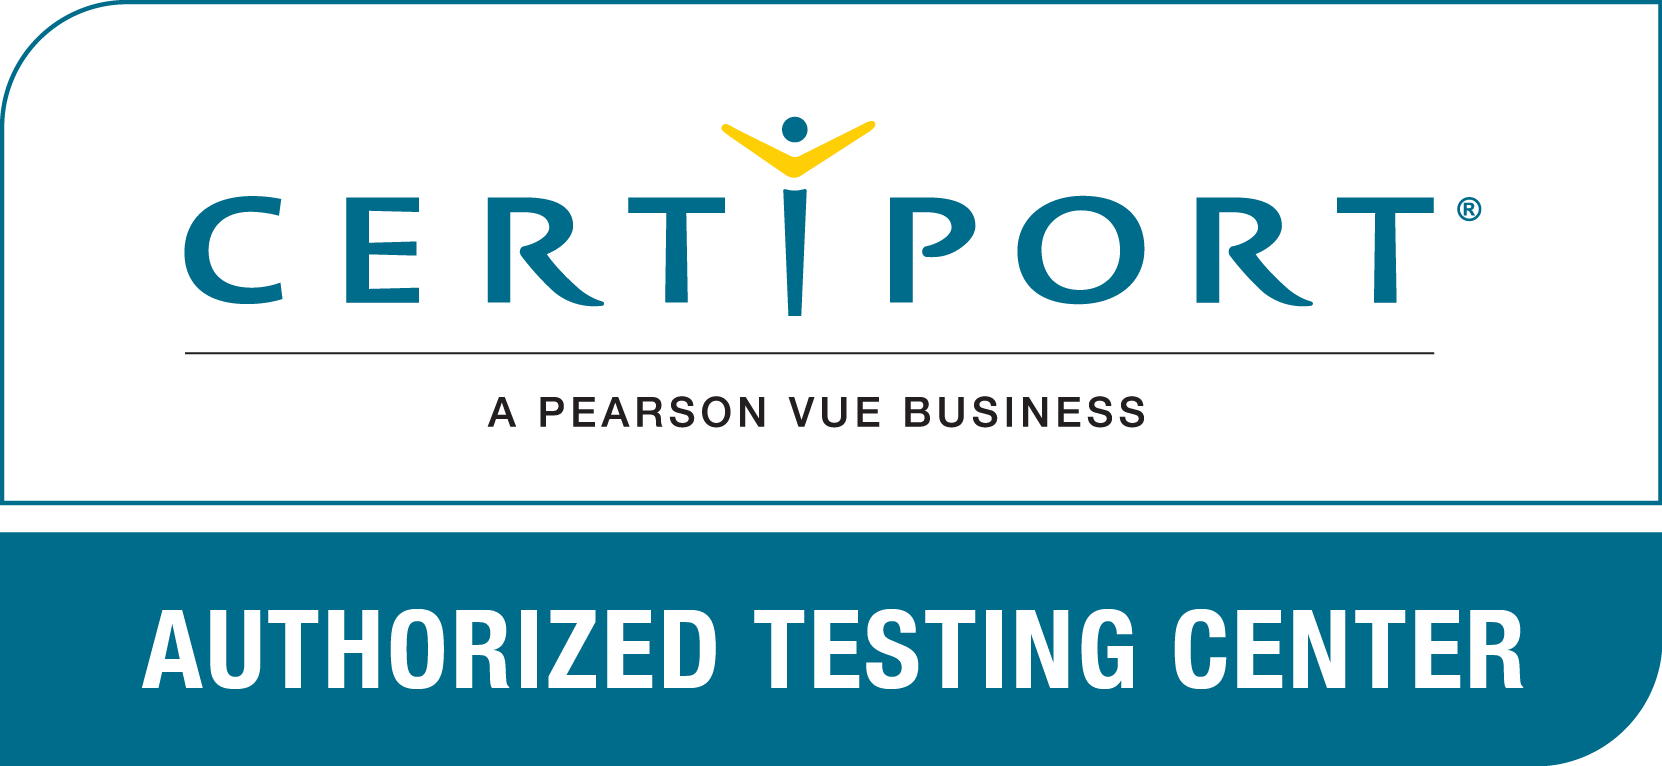 CERTIPORT®
A PEARSON VUE BUSINESS
AUTHORIZED TESTING CENTER